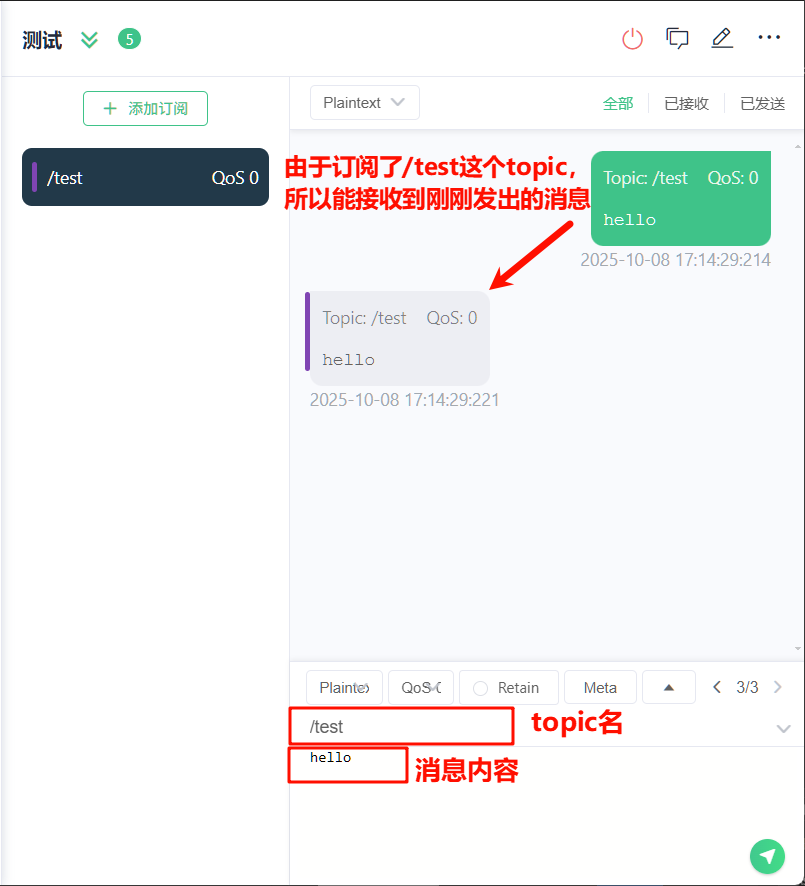 测试 5
添加订阅
Plaintext 全部 已接收 已发送
/test QoS 0
由于订阅了/test这个topic，
所以能接收到刚刚发出的消息
Topic: /test QoS: 0
hello
2025-10-08 17:14:29:214
Topic: /test QoS: 0
hello
2025-10-08 17:14:29:221
QoS Retain Meta 3/3
/test topic名
hello 消息内容